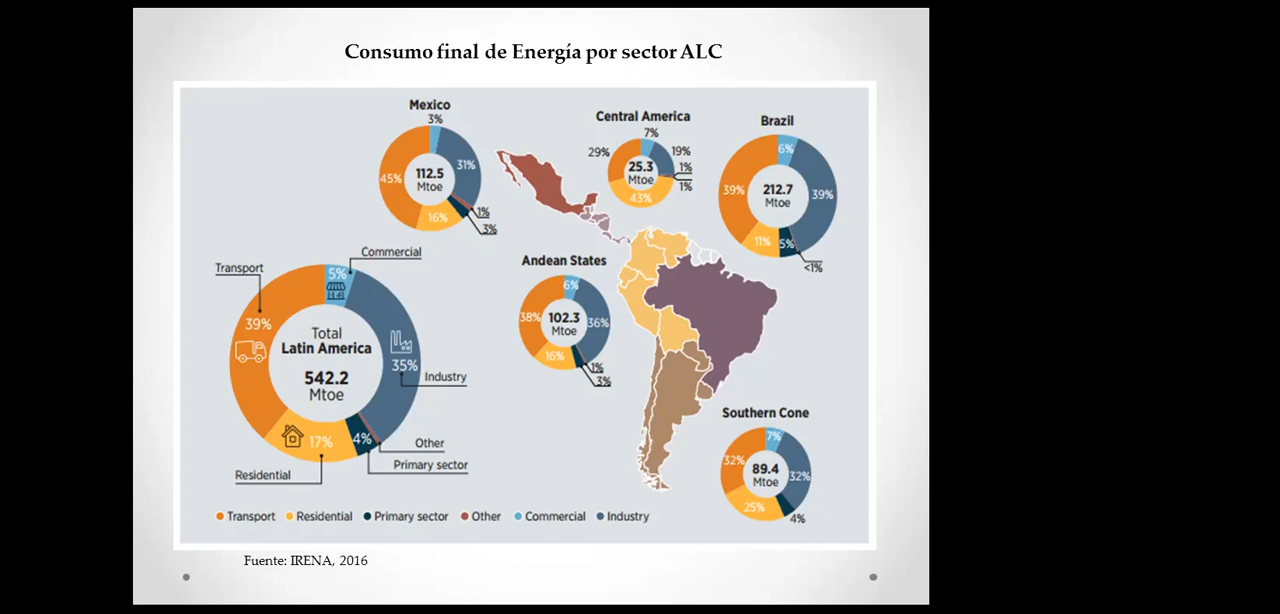 Consumo final de Energía por sector ALC
Mexico
3%
31%
1%
3%
16%
45%
112.5
Mtoe
Central America
7%
19%
1%
1%
43%
29%
25.3
Mtoe
Brazil
6%
39%
<1%
5%
11%
39%
212.7
Mtoe
Commercial
Transport
5%
39%
35%
Industry
Total
Latin America
542.2
Mtoe
Other
4%
Primary sector
17%
Residential
Andean States
6%
36%
1%
3%
16%
38%
102.3
Mtoe
Southern Cone
7%
32%
4%
25%
32%
89.4
Mtoe
Transport Residential Primary sector Other Commercial Industry
Fuente: IRENA, 2016